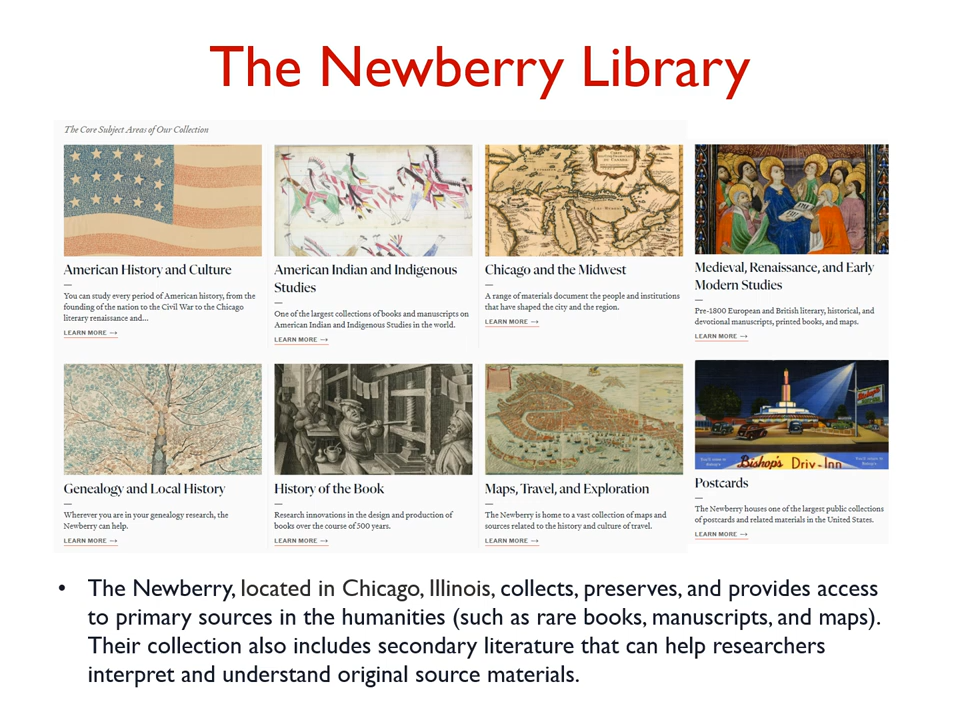 The Newberry Library
The Core Subject Areas of Our Collection
American History and Culture
—
You can study every period of American history, from the
founding of the nation to the Civil War to the Chicago
literary renaissance and...
LEARN MORE →
American Indian and Indigenous
Studies
—
One of the largest collections of books and manuscripts on
American Indian and Indigenous Studies in the world.
LEARN MORE →
Chicago and the Midwest
—
A range of materials document the people and institutions
that have shaped the city and the region.
LEARN MORE →
Medieval, Renaissance, and Early
Modern Studies
—
Pre-1800 European and British literary, historical, and
devotional manuscripts, printed books, and maps.
LEARN MORE →
Genealogy and Local History
—
Wherever you are in your genealogy research, the
Newberry can help.
LEARN MORE →
History of the Book
—
Research innovations in the design and production of
books over the course of 500 years.
LEARN MORE →
Maps, Travel, and Exploration
—
The Newberry is home to a vast collection of maps and
sources related to the history and culture of travel.
LEARN MORE →
Bishop's Driv-Inn
Postcards
—
The Newberry houses one of the largest public collections
of postcards and related materials in the United States.
LEARN MORE →
• The Newberry, located in Chicago, Illinois, collects, preserves, and provides access
to primary sources in the humanities (such as rare books, manuscripts, and maps).
Their collection also includes secondary literature that can help researchers
interpret and understand original source materials.